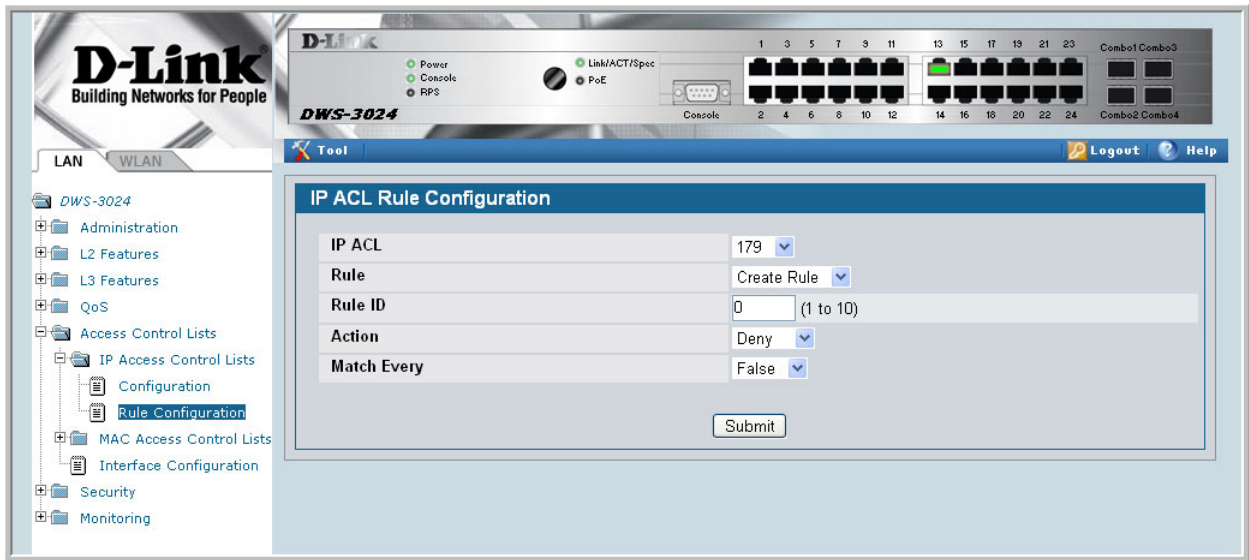 D-Link
Building Networks for People
D-Link
Power
Console
RPS
Link/ACT/Spec
PoE
DWS-3024
Console
1 3 5 7 9 11 13 15 17 19 21 23
Combo1 Combo3
2 4 6 8 10 12 14 16 18 20 22 24
Combo2 Combo4
LAN
WLAN
Tool
Logout
Help
DWS-3024
Administration
L2 Features
L3 Features
QoS
Access Control Lists
IP Access Control Lists
Configuration
Rule Configuration
MAC Access Control Lists
Interface Configuration
Security
Monitoring
IP ACL Rule Configuration
IP ACL 179
Rule Create Rule
Rule ID 0 (1 to 10)
Action Deny
Match Every False
Submit